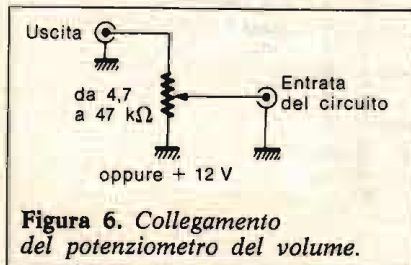 Uscita
da 4,7
a 47 kΩ
Entrata
del circuito
oppure + 12 V
Figura 6. Collegamento
del potenziometro del volume.